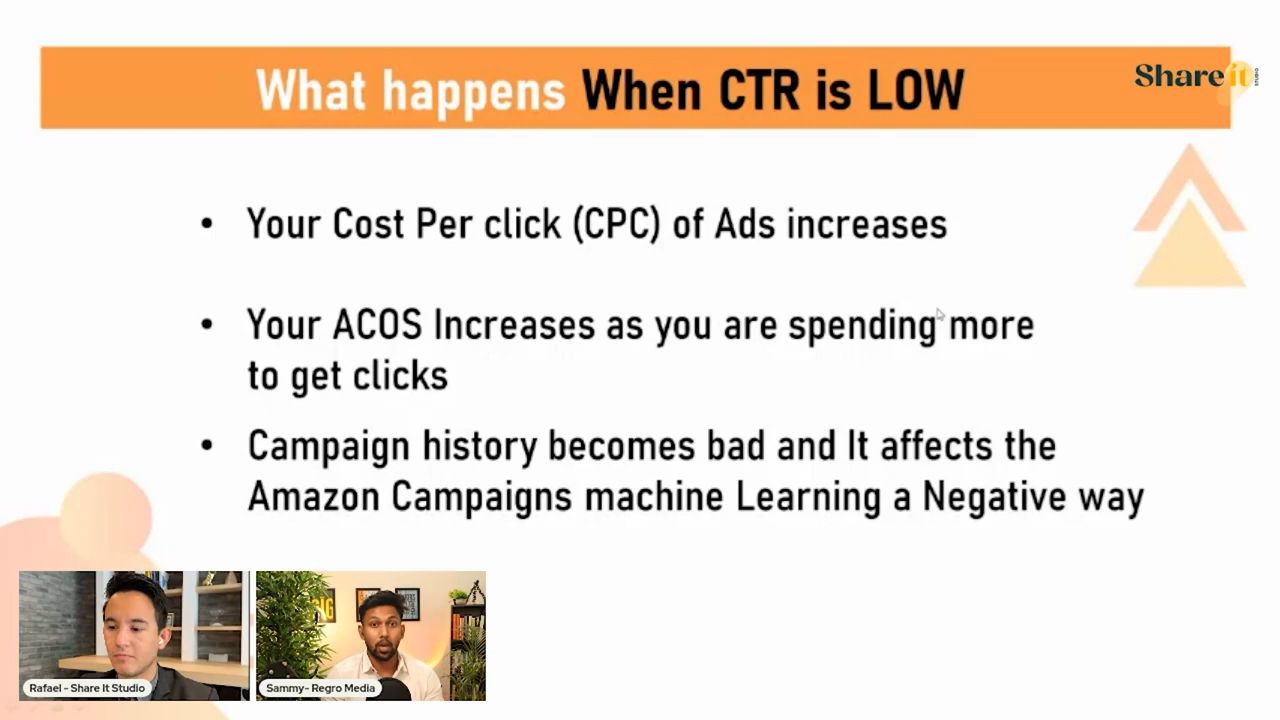 What happens When CTR is LOW
Share it
STUDIO
• Your Cost Per click (CPC) of Ads increases
• Your ACOS Increases as you are spending more
to get clicks
• Campaign history becomes bad and It affects the
Amazon Campaigns machine Learning a Negative way
Rafael - Share It Studio
Sammy- Regro Media